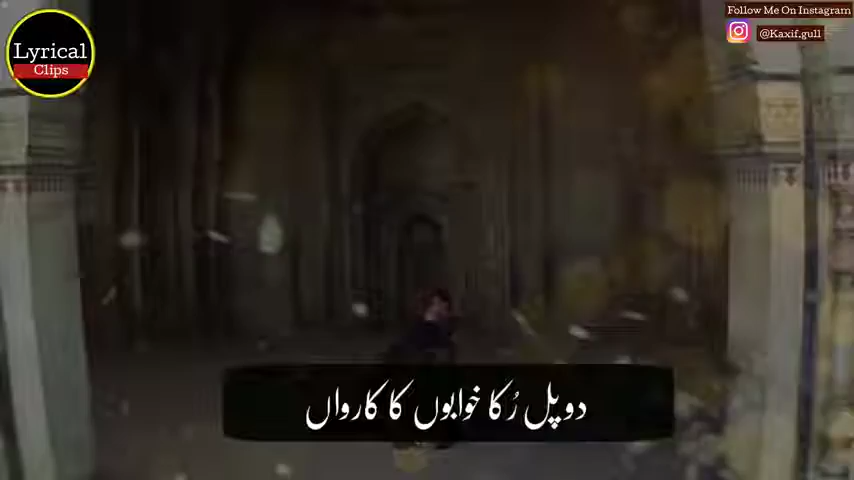 Lyrical
Clips
Follow Me On Instagram
@Kaxif.gull
دو پل رُکا خوابوں کا کارواں